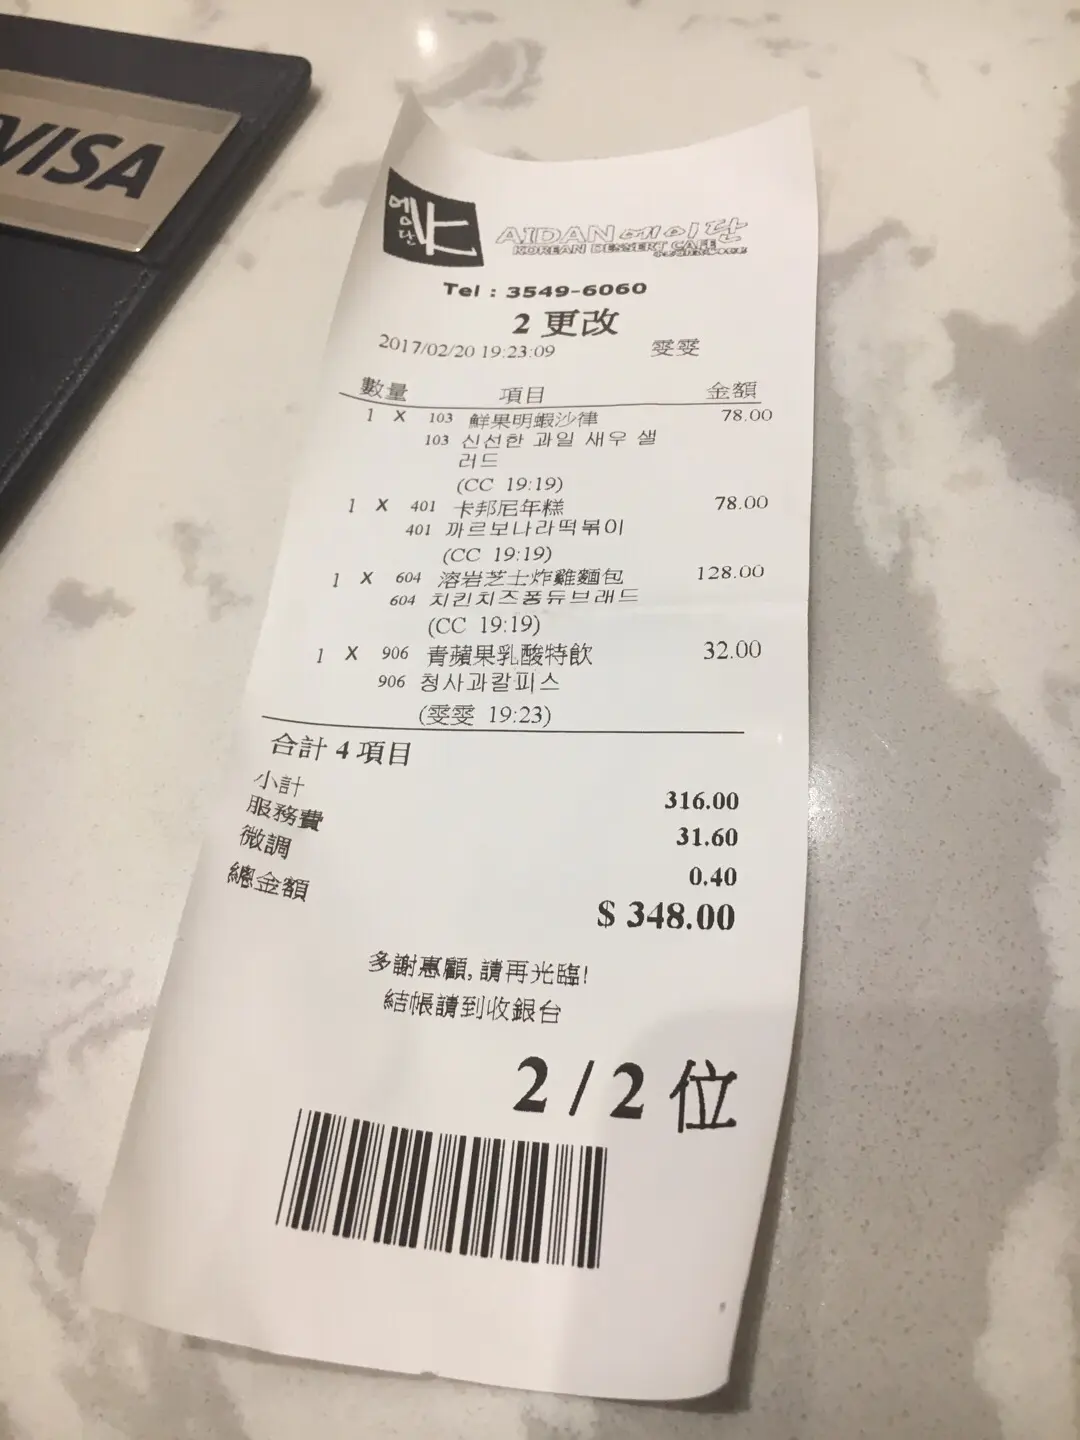 VISA
에이단
AIDAN 에이단
KOREAN DESSERT CAFE
Tel : 3549-6060
2 更改
2017/02/20 19:23:09 雯雯
數量 項目 金額
1 X 103 鮮果明蝦沙律 78.00
103 신선한 과일 새우 샐
러드
(CC 19:19)
1 X 401 卡邦尼年糕 78.00
401 까르보나라떡볶이
(CC 19:19)
1 X 604 溶岩芝士炸雞麵包 128.00
604 치킨치즈퐁듀브래드
(CC 19:19)
1 X 906 青蘋果乳酸特飲 32.00
906 청사과칼피스
(雯雯 19:23)
合計 4 項目
小計 316.00
服務費 31.60
微調 0.40
總金額 $ 348.00
多謝惠顧, 請再光臨!
結帳請到收銀台
2 / 2 位